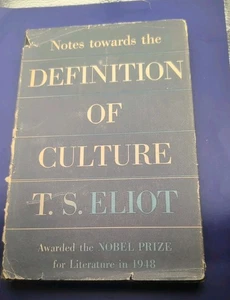 Notes towards the
DEFINITION
OF
CULTURE
T. S. ELIOT
Awarded the NOBEL PRIZE
for Literature in 1948